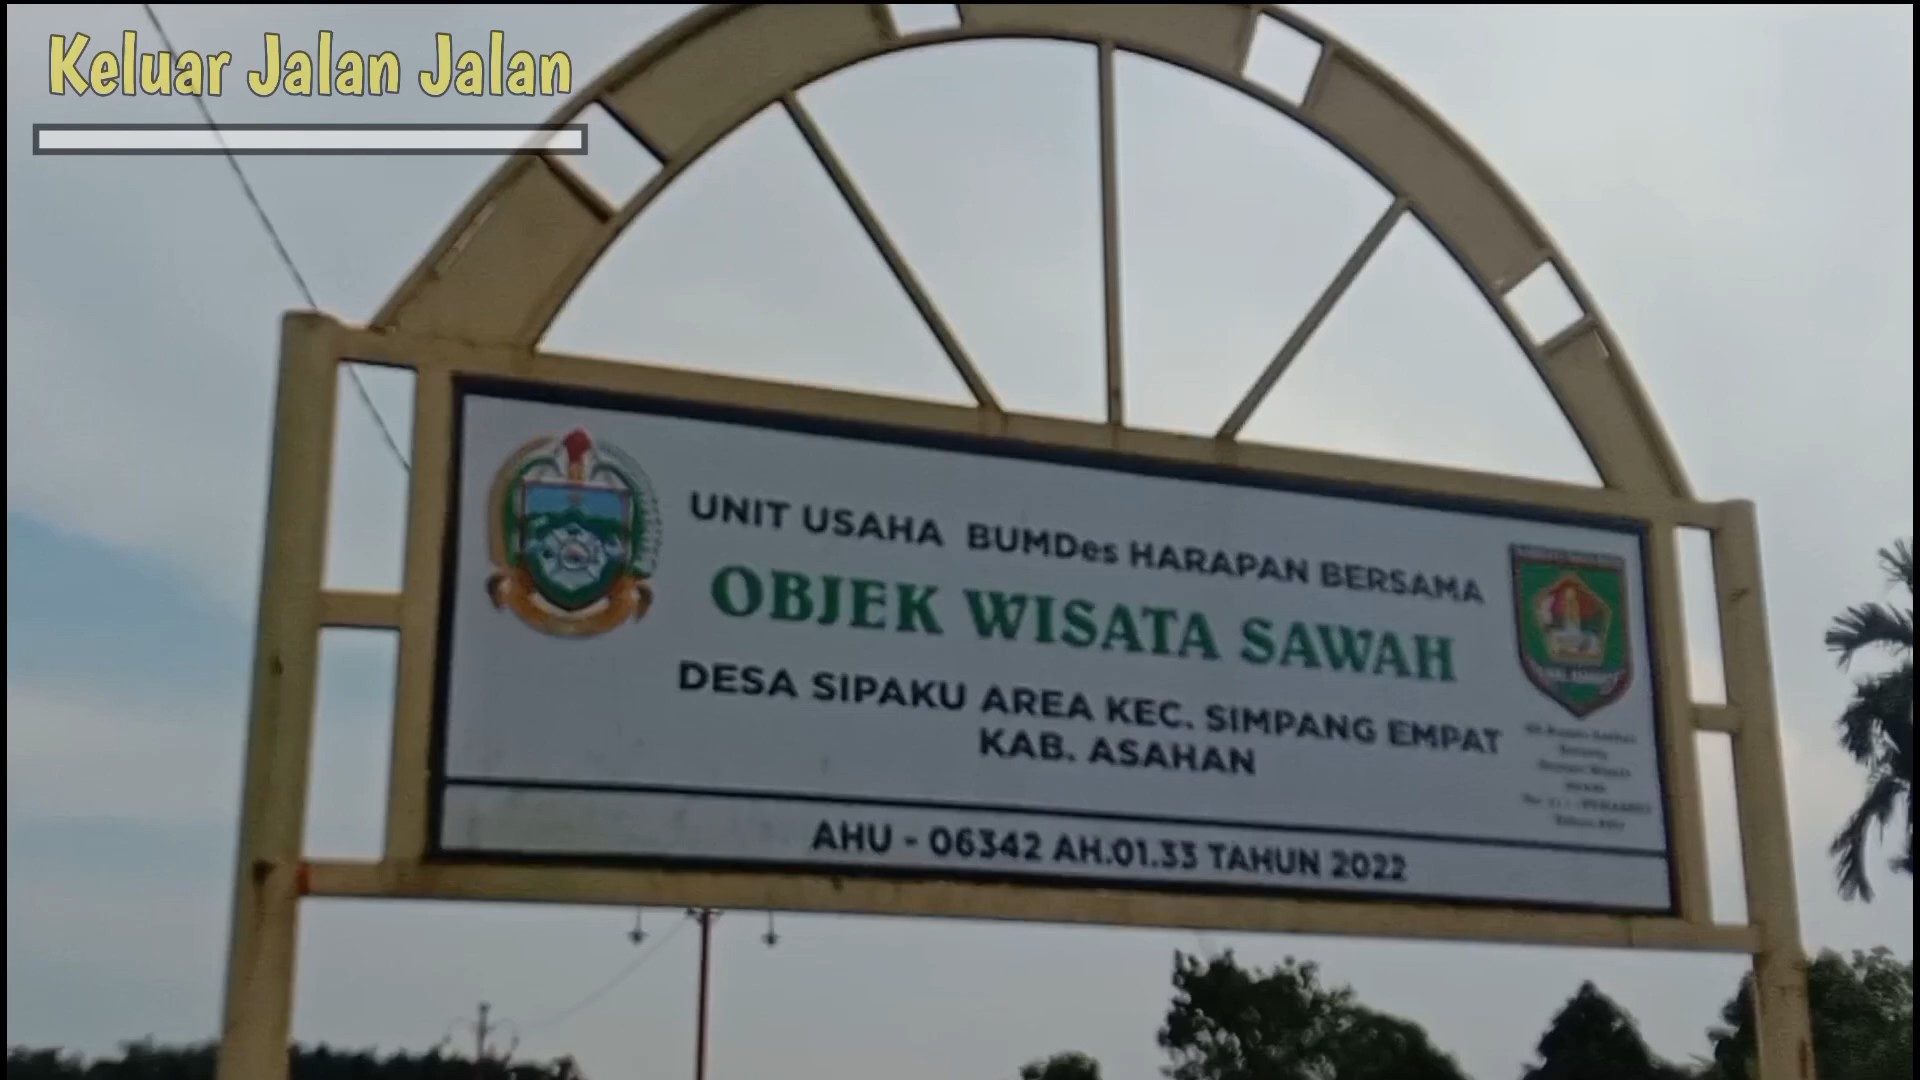 Keluar Jalan Jalan
UNIT USAHA BUMDes HARAPAN BERSAMA
OBJEK WISATA SAWAH
DESA SIPAKU AREA KEC. SIMPANG EMPAT
KAB. ASAHAN
AHU - 06342 AH.01.33 TAHUN 2022